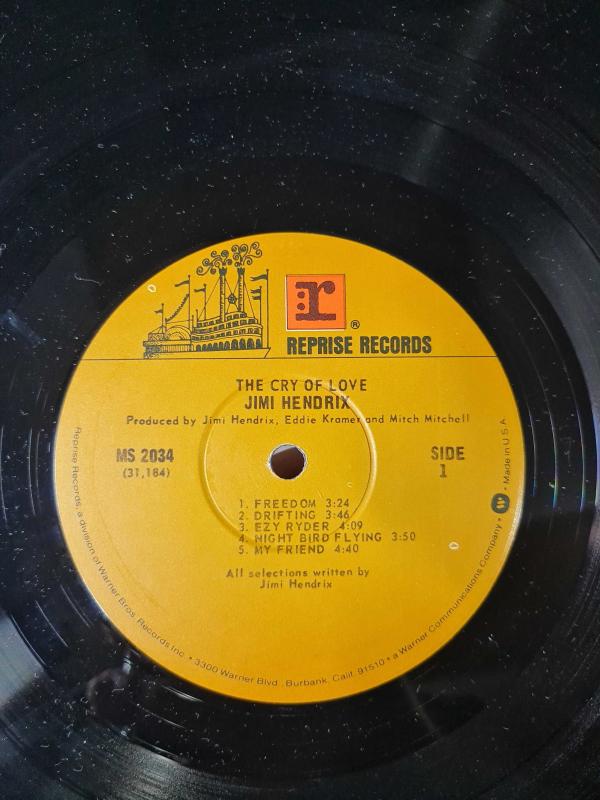 r
®
REPRISE RECORDS
THE CRY OF LOVE
JIMI HENDRIX
Produced by Jimi Hendrix, Eddie Kramer and Mitch Mitchell
MS 2034
(31,184)
SIDE
1
1. FREEDOM 3:24
2. DRIFTING 3:46
3. EZY RYDER 4:09
4. NIGHT BIRD FLYING 3:50
5. MY FRIEND 4:40
All selections written by
Jimi Hendrix
Reprise Records, a division of Warner Bros. Records Inc. • 3300 Warner Blvd., Burbank, Calif. 91510 • a Warner Communications Company • W • Made in U.S.A.